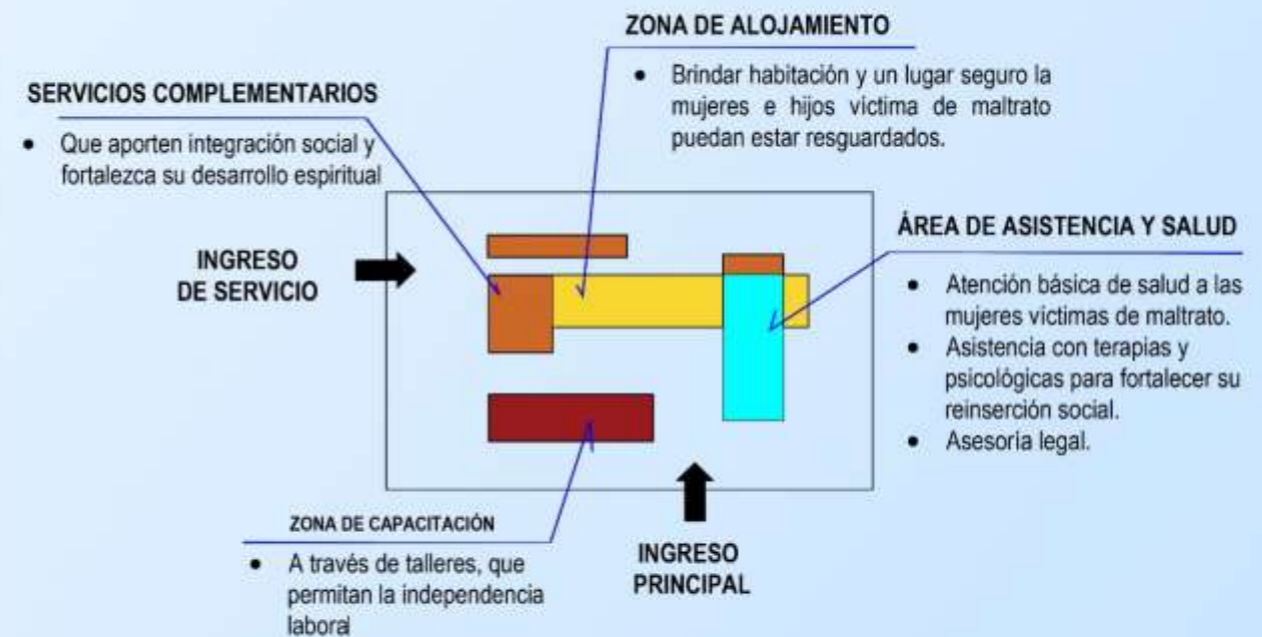 ZONA DE ALOJAMIENTO
• Brindar habitación y un lugar seguro la
mujeres e hijos victima de maltrato
puedan estar resguardados.
SERVICIOS COMPLEMENTARIOS
• Que aporten integración social y
fortalezca su desarrollo espiritual
INGRESO
DE SERVICIO
ÁREA DE ASISTENCIA Y SALUD
• Atención básica de salud a las
mujeres victimas de maltrato.
• Asistencia con terapias y
psicológicas para fortalecer su
reinserción social.
• Asesoria legal.
ZONA DE CAPACITACIÓN
• A través de talleres, que
permitan la independencia
laboral
INGRESO
PRINCIPAL